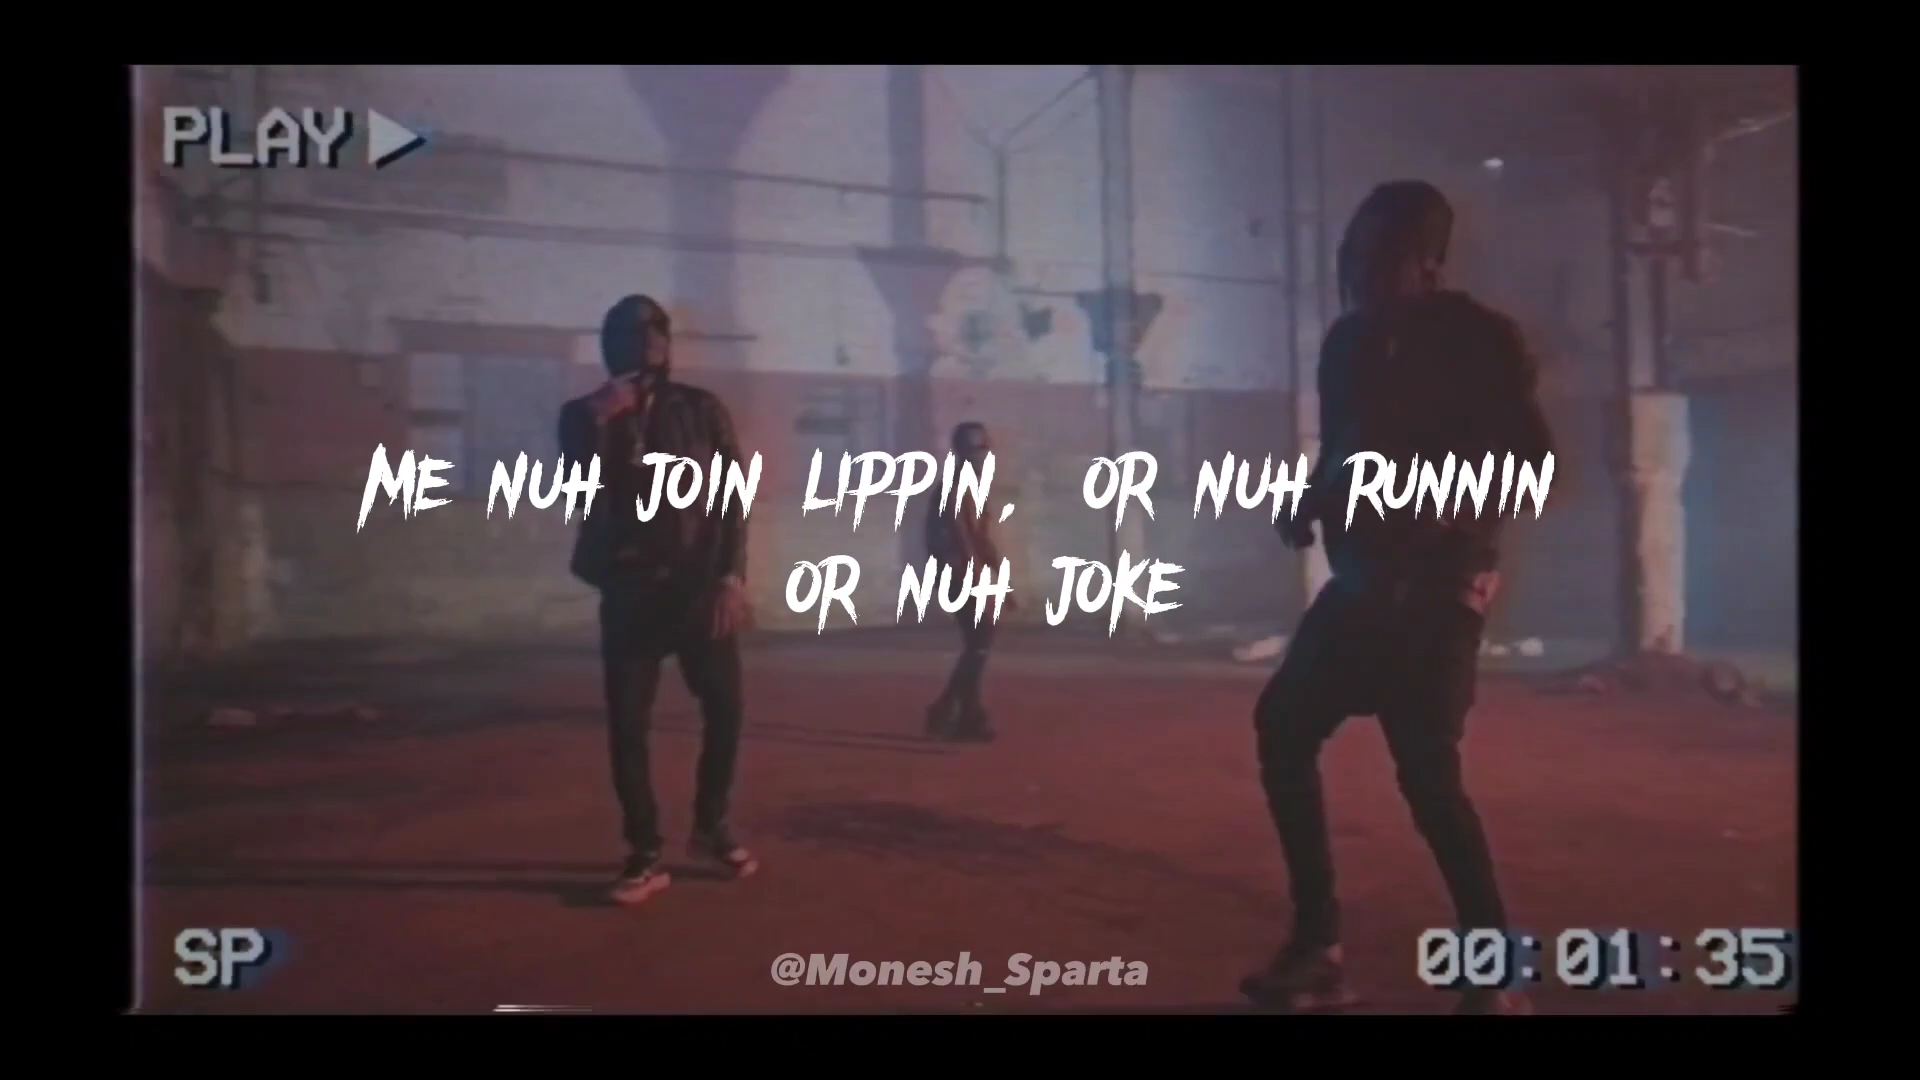 PLAY
ME NUH JOIN LIPPIN, OR NUH RUNNIN
OR NUH JOKE
SP
@Monesh_Sparta
00:01:35